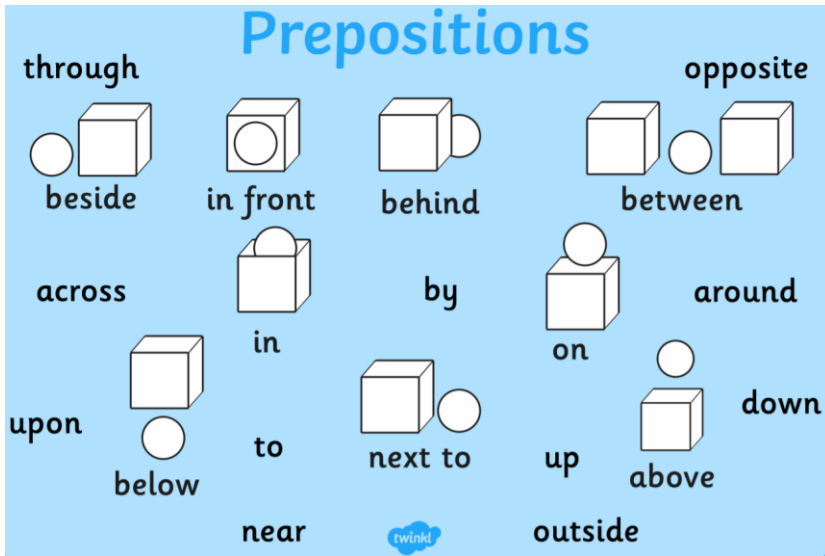 Prepositions
through
opposite
beside
in front
behind
between
across
in
by
on
around
upon
below
to
next to
up
above
down
near
twinkl
outside